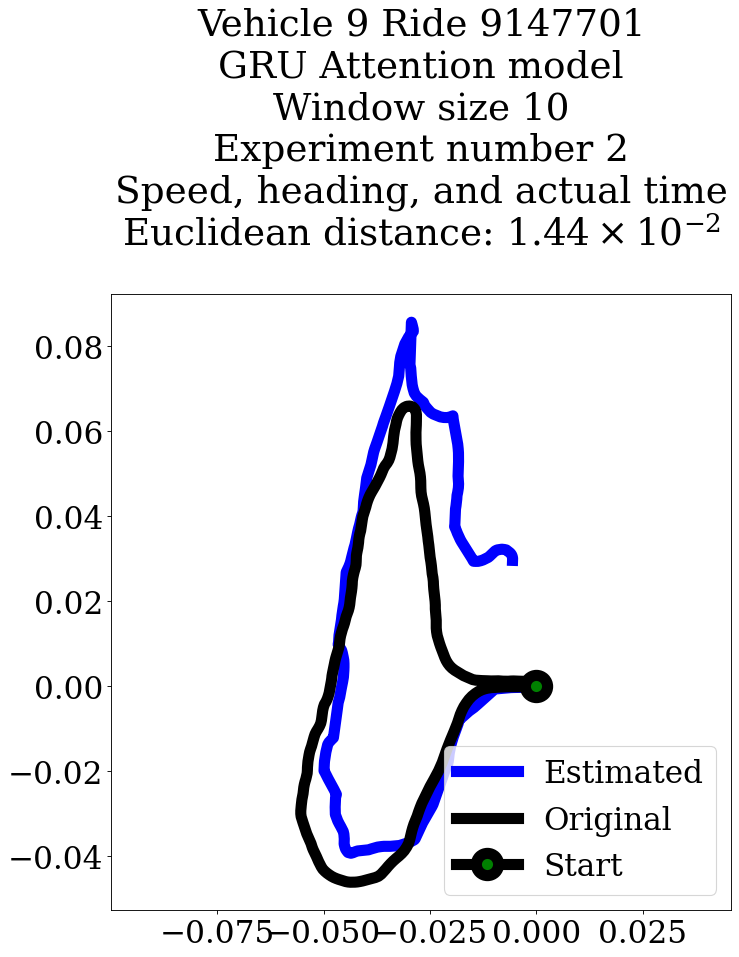 Vehicle 9 Ride 9147701
GRU Attention model
Window size 10
Experiment number 2
Speed, heading, and actual time
Euclidean distance: 1.44 × 10⁻²
0.08
0.06
0.04
0.02
0.00
−0.02
−0.04
Estimated
Original
Start
−0.075 −0.050 −0.025 0.000 0.025